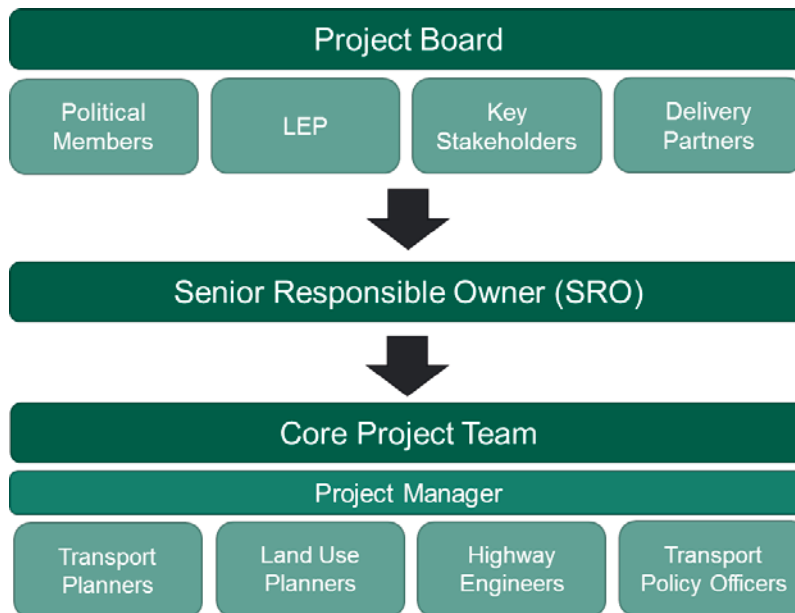 Project Board
Political
Members
LEP
Key
Stakeholders
Delivery
Partners
Senior Responsible Owner (SRO)
Core Project Team
Project Manager
Transport
Planners
Land Use
Planners
Highway
Engineers
Transport
Policy Officers